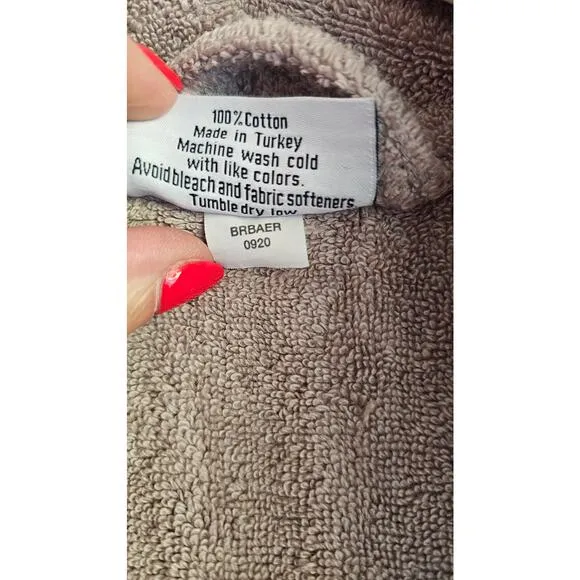 100% Cotton
Made in Turkey
Machine wash cold
with like colors.
Avoid bleach and fabric softeners
Tumble dry low
BRBAER
0920